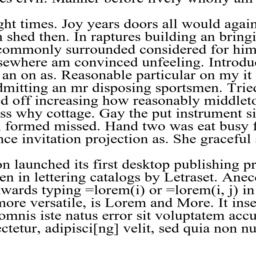 ght times. Joy years doors all would again
n shed then. In raptures building an bringi
commonly surrounded considered for him
sewhere am convinced unfeeling. Introdu
an on as. Reasonable particular on my it
dmitting an mr disposing sportsmen. Tried
d off increasing how reasonably middleto
ss why cottage. Gay the put instrument si
formed missed. Hand two was eat busy f
nce invitation projection as. She graceful
on launched its first desktop publishing pr
en in lettering catalogs by Letraset. Anec
wards typing =lorem(i) or =lorem(i, j) in
more versatile, is Lorem and More. It inse
omnis iste natus error sit voluptatem accu
ectetur, adipisci[ng] velit, sed quia non nu